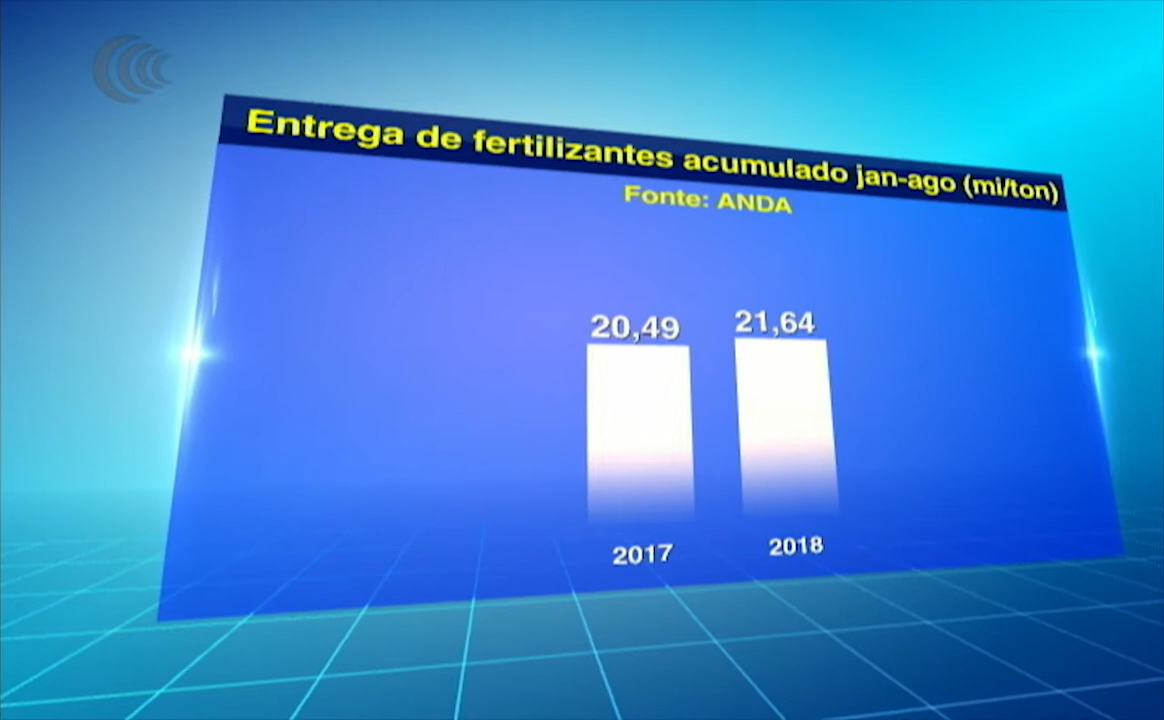 Entrega de fertilizantes acumulado jan-ago (mi/ton)
Fonte: ANDA
20,49
21,64
2017
2018